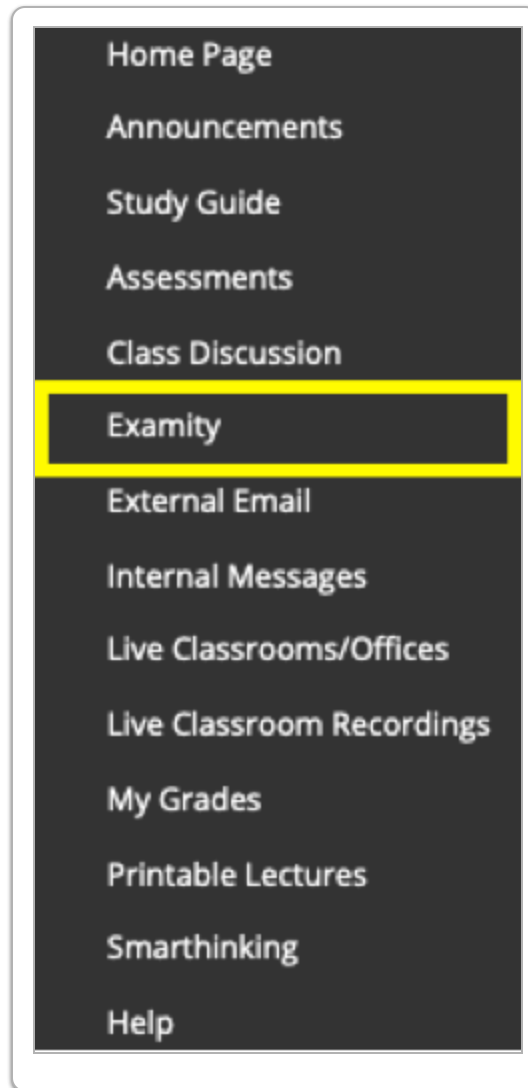 Home Page
Announcements
Study Guide
Assessments
Class Discussion
Examity
External Email
Internal Messages
Live Classrooms/Offices
Live Classroom Recordings
My Grades
Printable Lectures
Smarthinking
Help